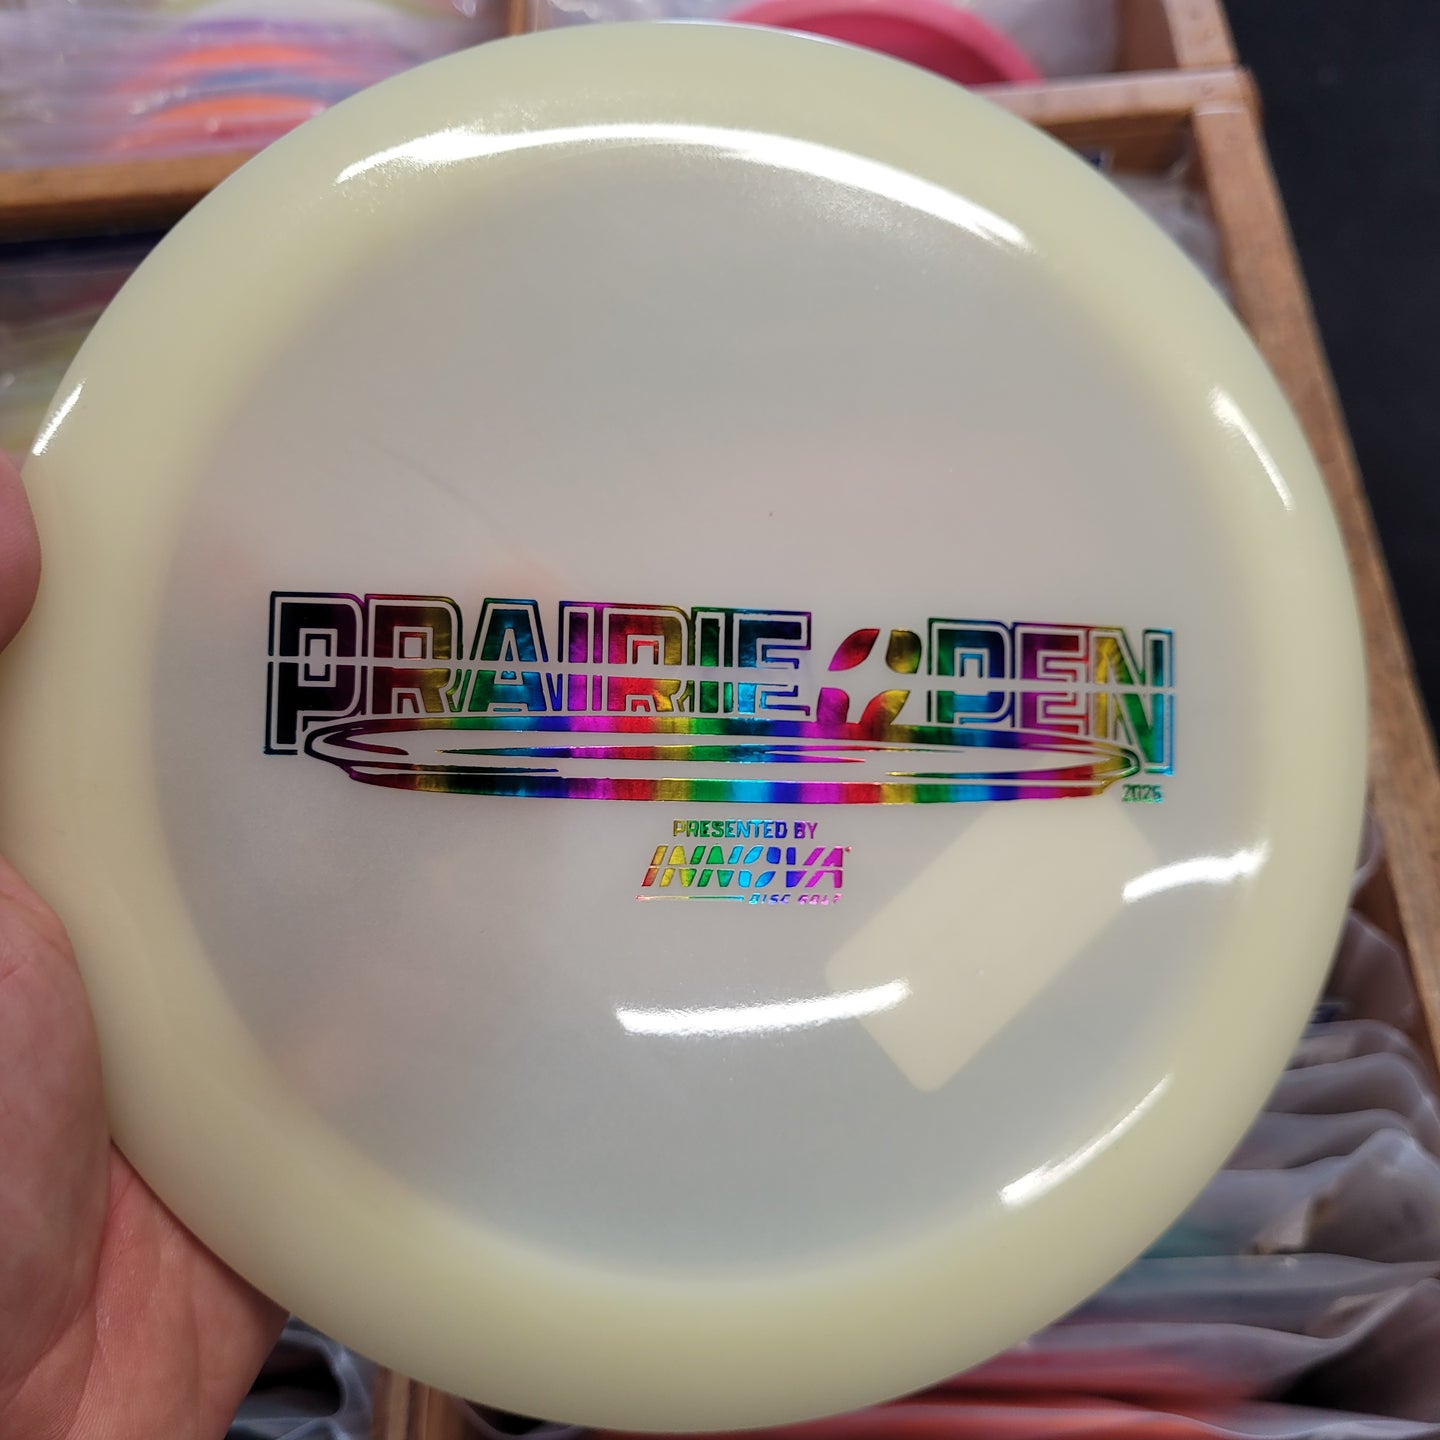 PRAIRIE OPEN
2025
PRESENTED BY
INNOVA
DISC GOLF